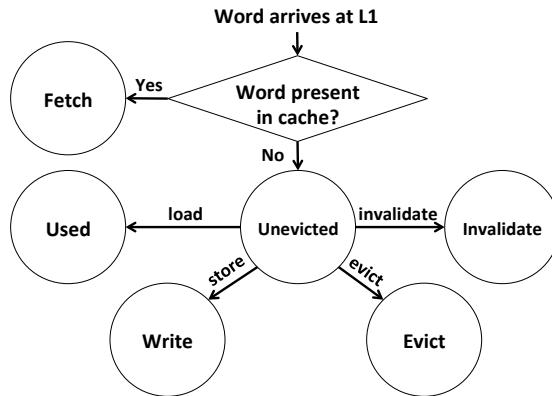 Word arrives at L1
Yes
Fetch
Word present
in cache?
No
Used
load
Unevicted
invalidate
Invalidate
store
evict
Write
Evict